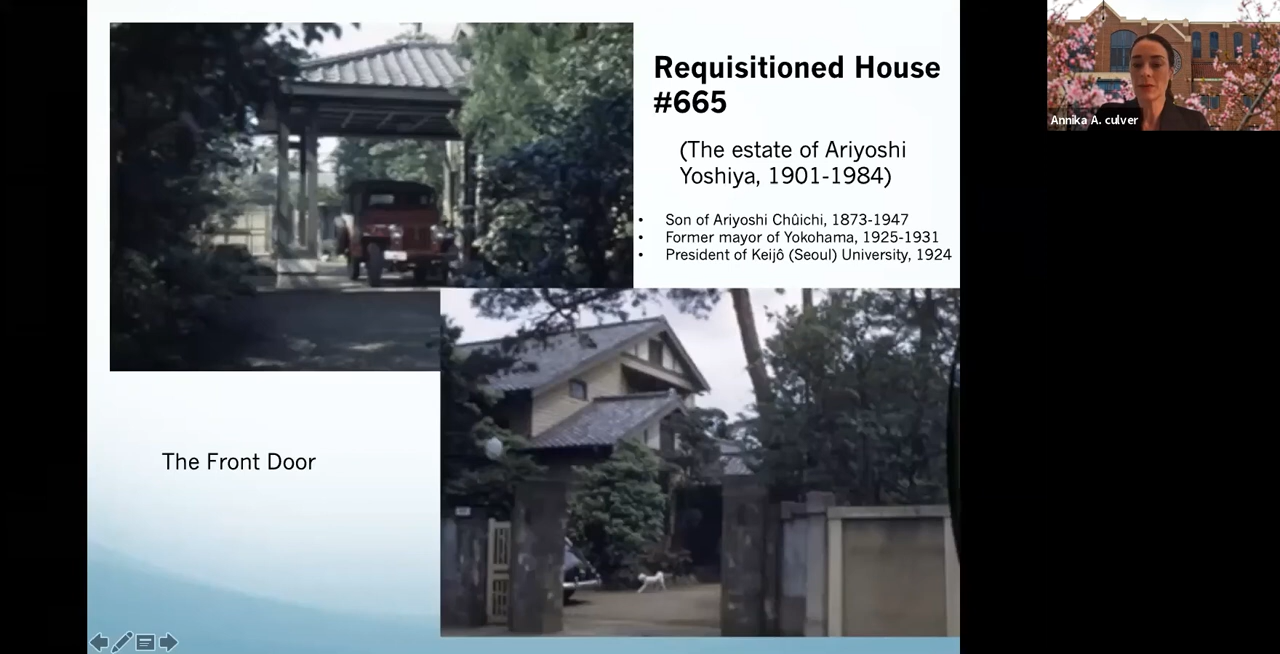 Requisitioned House
#665
(The estate of Ariyoshi
Yoshiya, 1901-1984)
• Son of Ariyoshi Chûichi, 1873-1947
• Former mayor of Yokohama, 1925-1931
• President of Keijô (Seoul) University, 1924
The Front Door
Annika A. culver